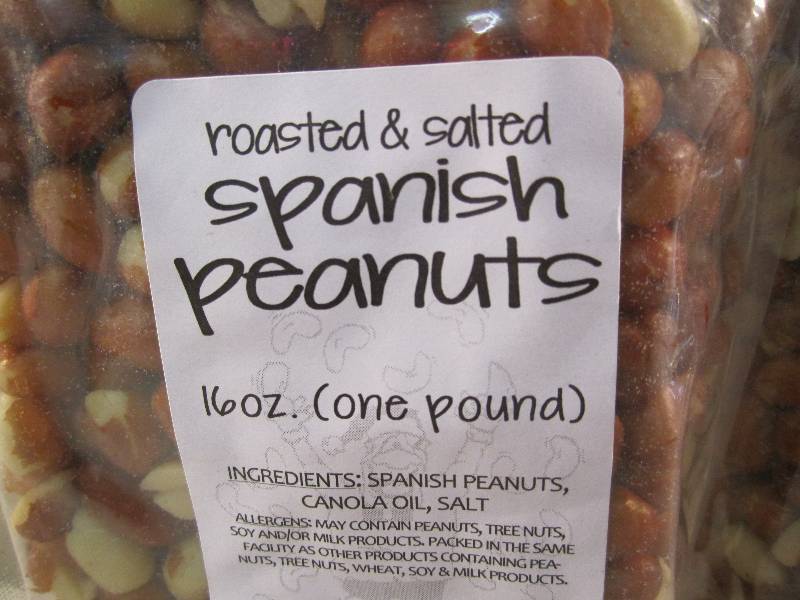 roasted & salted
spanish
peanuts
16oz. (one pound)
INGREDIENTS: SPANISH PEANUTS,
CANOLA OIL, SALT
ALLERGENS: MAY CONTAIN PEANUTS, TREE NUTS,
SOY AND/OR MILK PRODUCTS. PACKED IN THE SAME
FACILITY AS OTHER PRODUCTS CONTAINING PEA-
NUTS, TREE NUTS, WHEAT, SOY & MILK PRODUCTS.